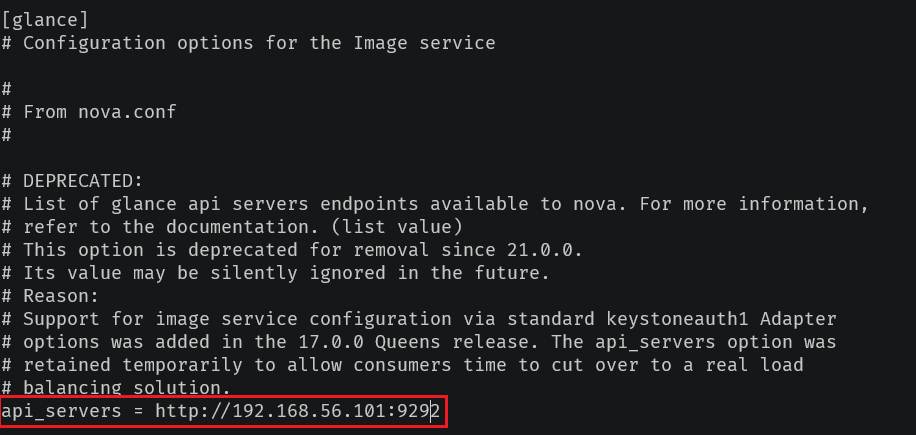 [glance]
# Configuration options for the Image service
#
# From nova.conf
#
# DEPRECATED:
# List of glance api servers endpoints available to nova. For more information,
# refer to the documentation. (list value)
# This option is deprecated for removal since 21.0.0.
# Its value may be silently ignored in the future.
# Reason:
# Support for image service configuration via standard keystoneauth1 Adapter
# options was added in the 17.0.0 Queens release. The api_servers option was
# retained temporarily to allow consumers time to cut over to a real load
# balancing solution.
api_servers = http://192.168.56.101:9292